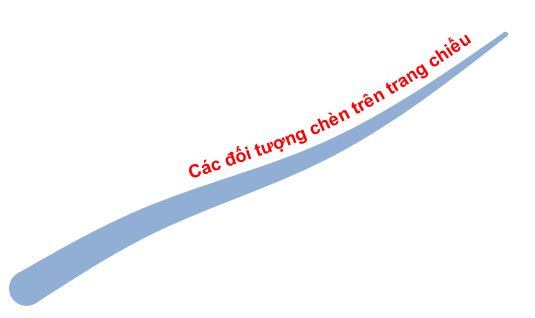 Các đối tượng chèn trên trang chiếu